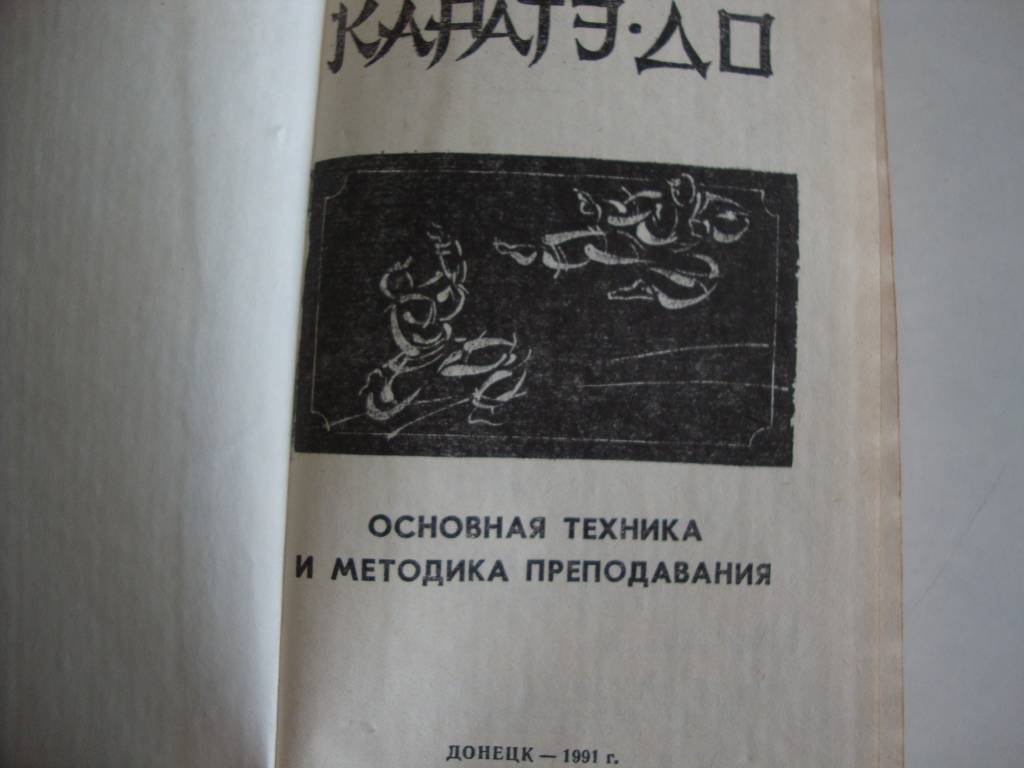 КАРАТЭ·ДО
ОСНОВНАЯ ТЕХНИКА
И МЕТОДИКА ПРЕПОДАВАНИЯ
ДОНЕЦК — 1991 г.